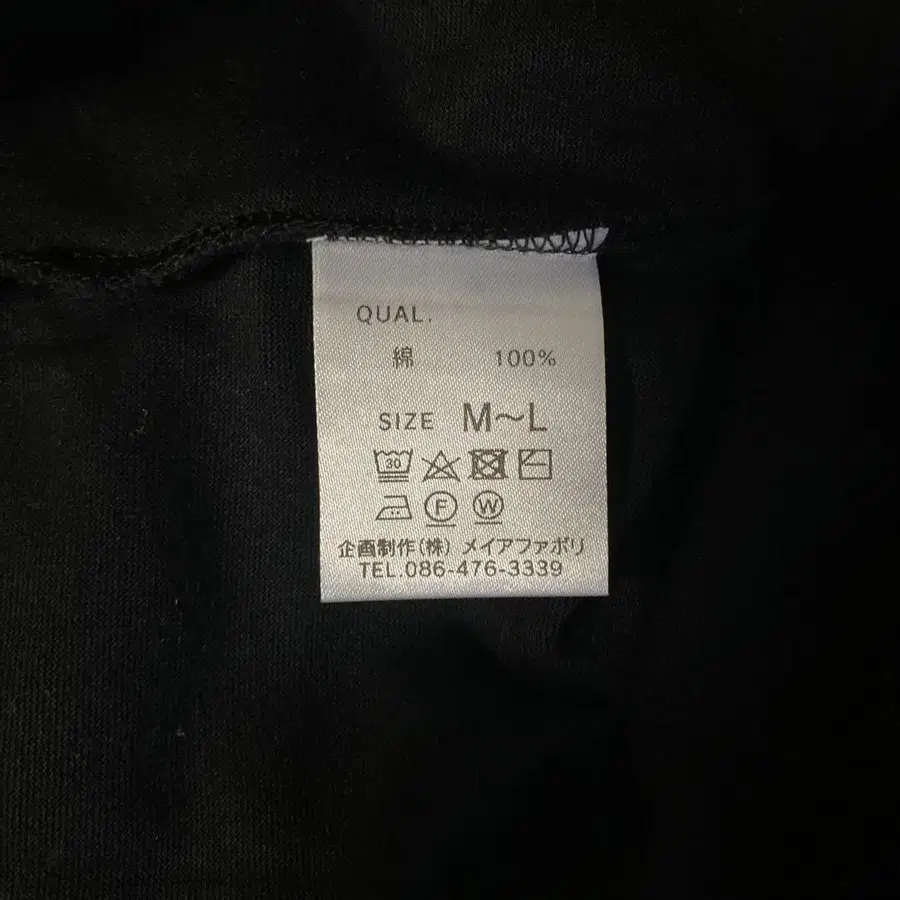 QUAL.
綿 100%
SIZE M～L
30
F W
企画制作(株) メイアファボリ
TEL.086-476-3339